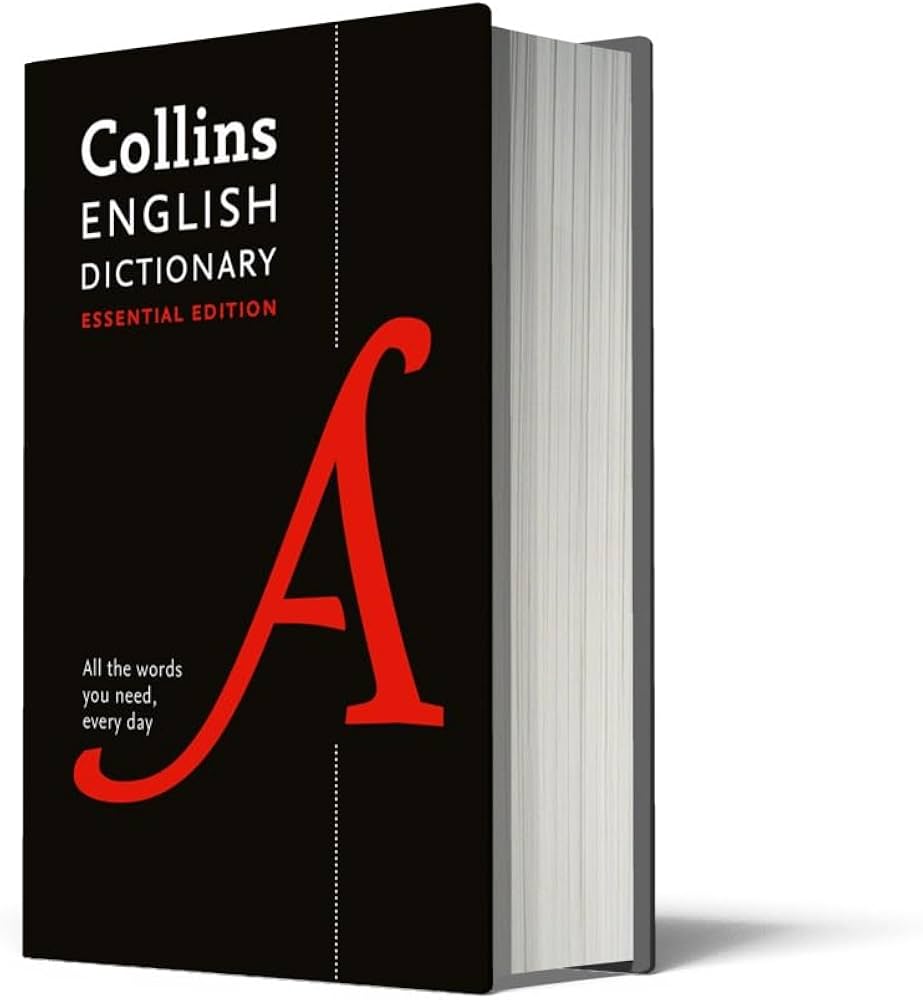 Collins
ENGLISH
DICTIONARY
ESSENTIAL EDITION
A
All the words
you need,
every day